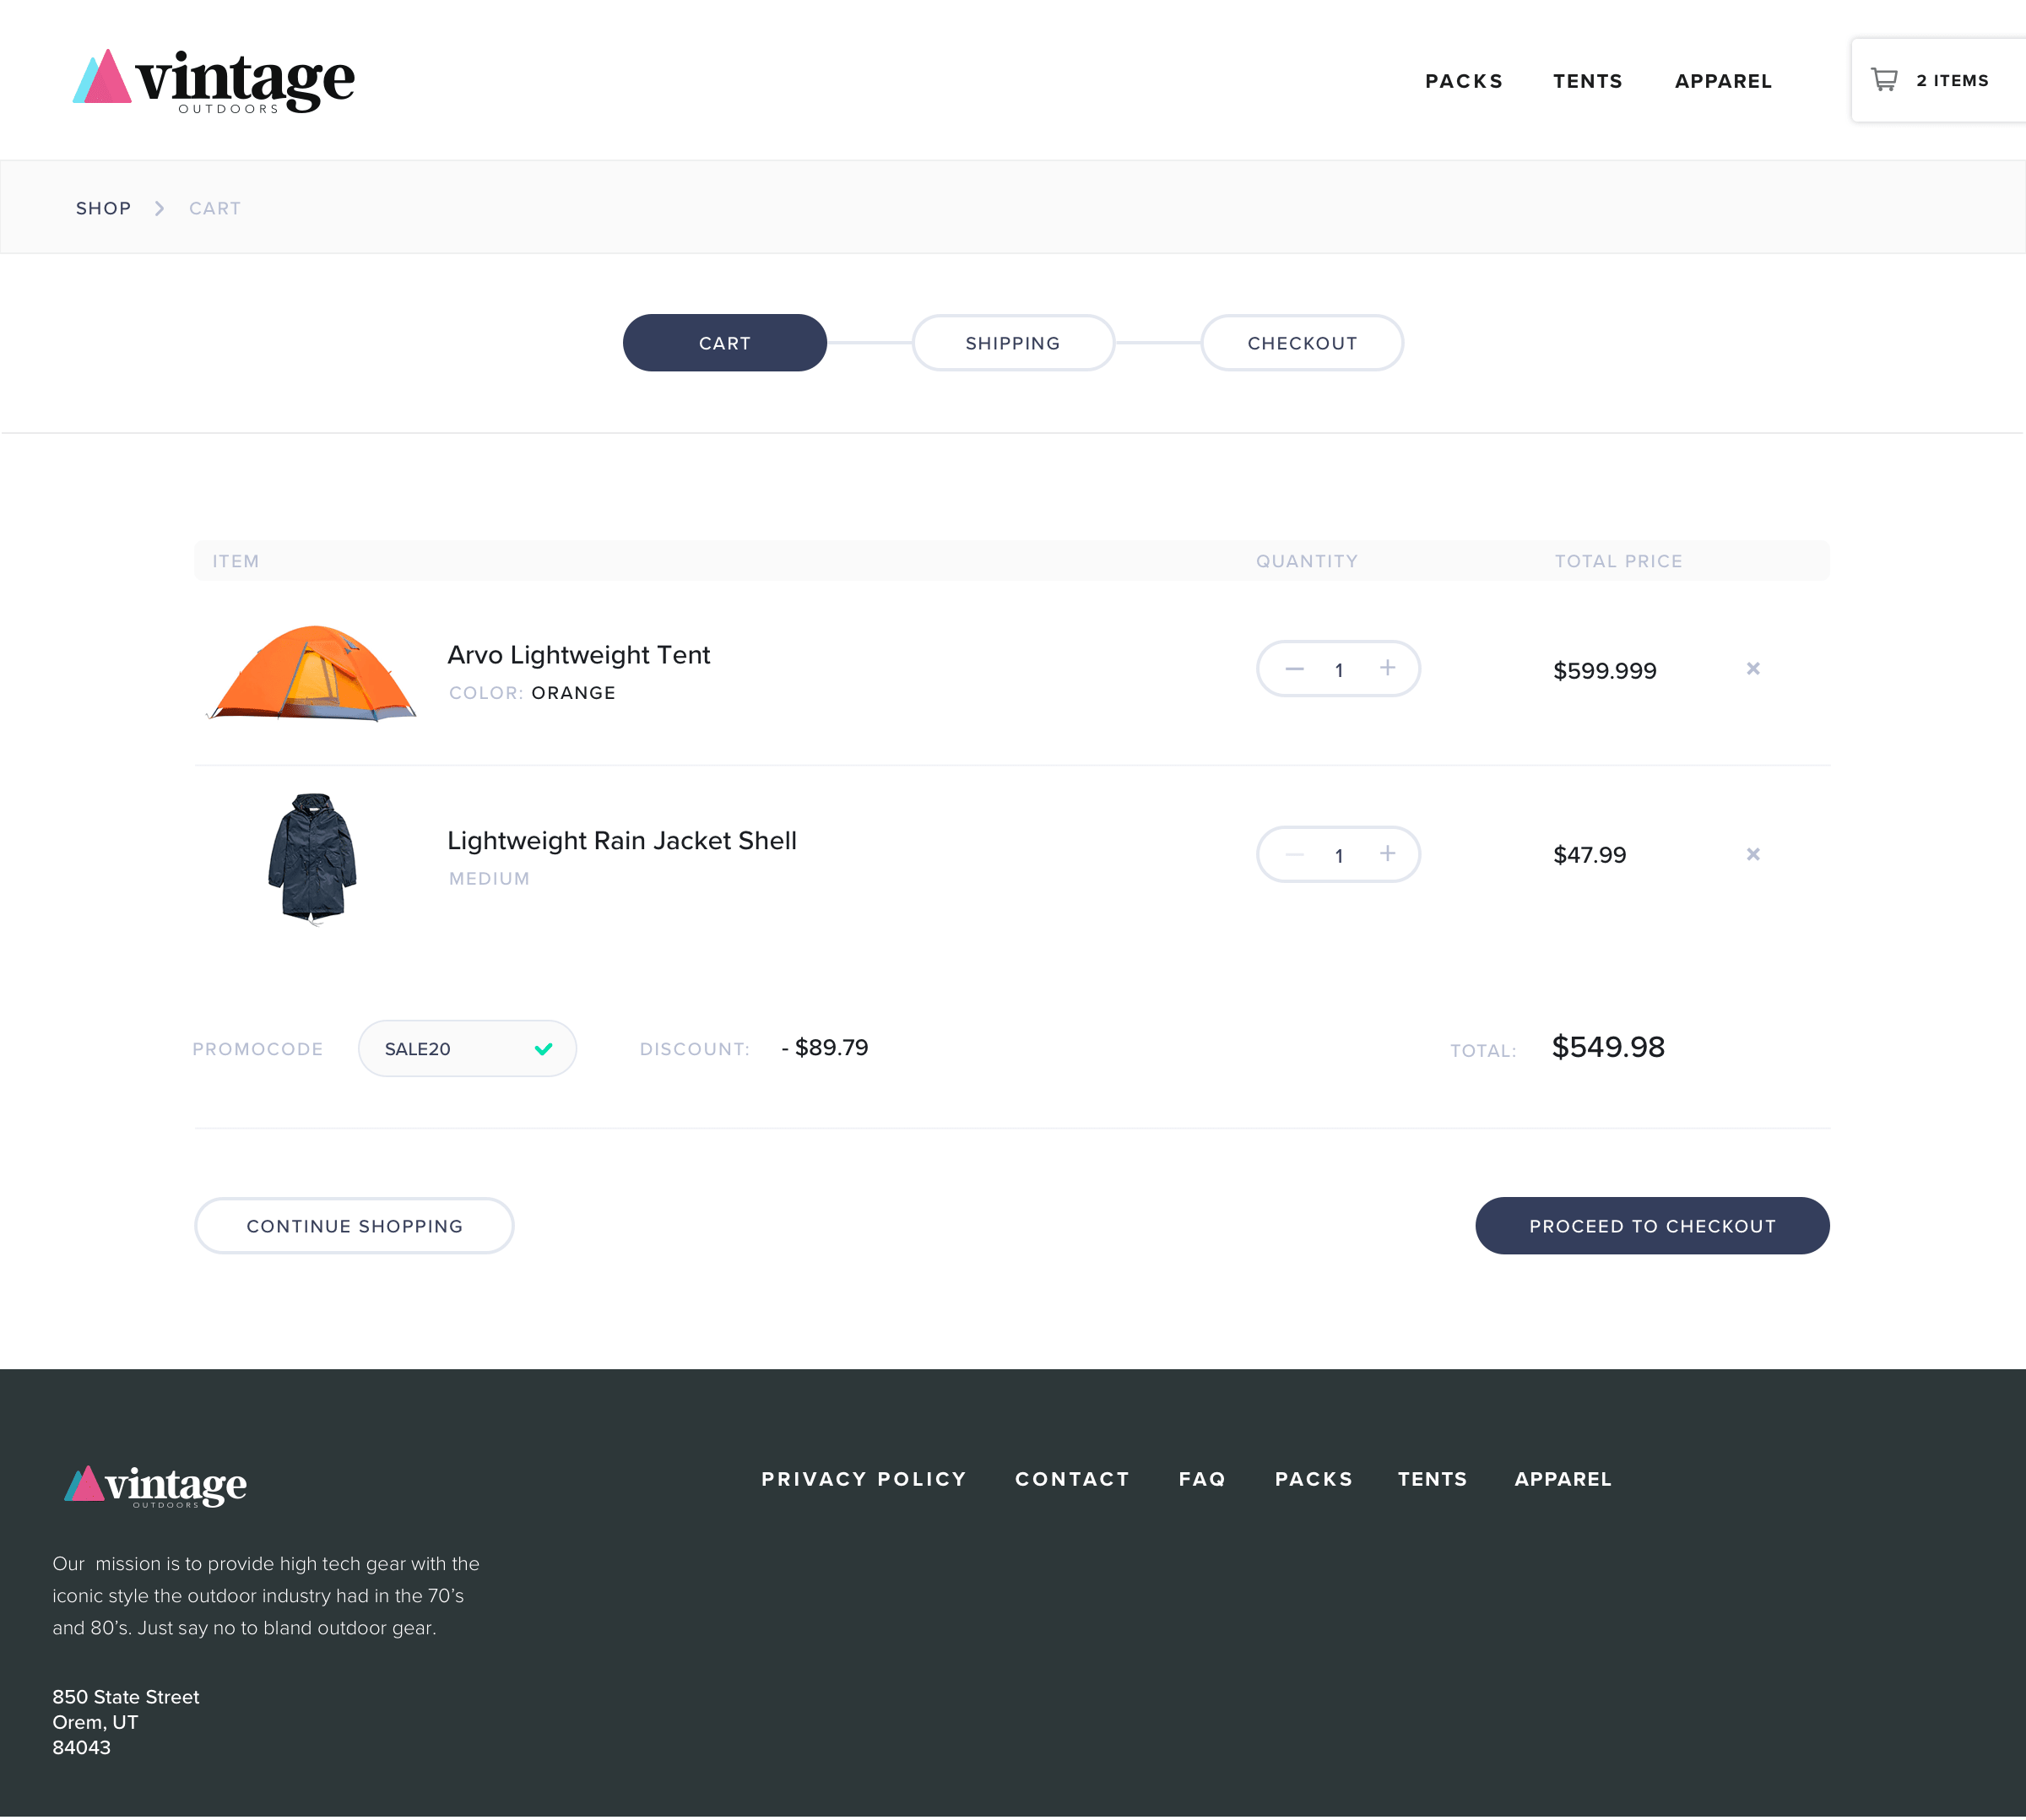 vintage
OUTDOORS
PACKS TENTS APPAREL 2 ITEMS
SHOP CART
CART SHIPPING CHECKOUT
ITEM QUANTITY TOTAL PRICE
Arvo Lightweight Tent
COLOR: ORANGE
1 $599.999
Lightweight Rain Jacket Shell
MEDIUM
1 $47.99
PROMOCODE SALE20 DISCOUNT: - $89.79 TOTAL: $549.98
CONTINUE SHOPPING PROCEED TO CHECKOUT
vintage
OUTDOORS
PRIVACY POLICY CONTACT FAQ PACKS TENTS APPAREL
Our  mission is to provide high tech gear with the
iconic style the outdoor industry had in the 70’s
and 80’s. Just say no to bland outdoor gear.
850 State Street
Orem, UT
84043